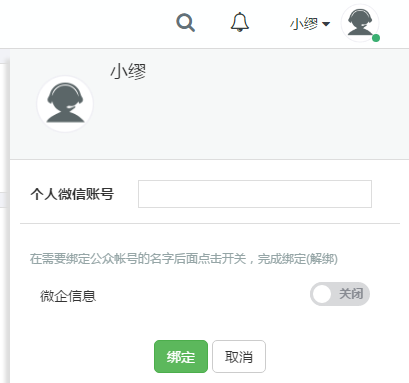 小缪
小缪
个人微信账号
在需要绑定公众帐号的名字后面点击开关，完成绑定(解绑)
微企信息 关闭
绑定 取消